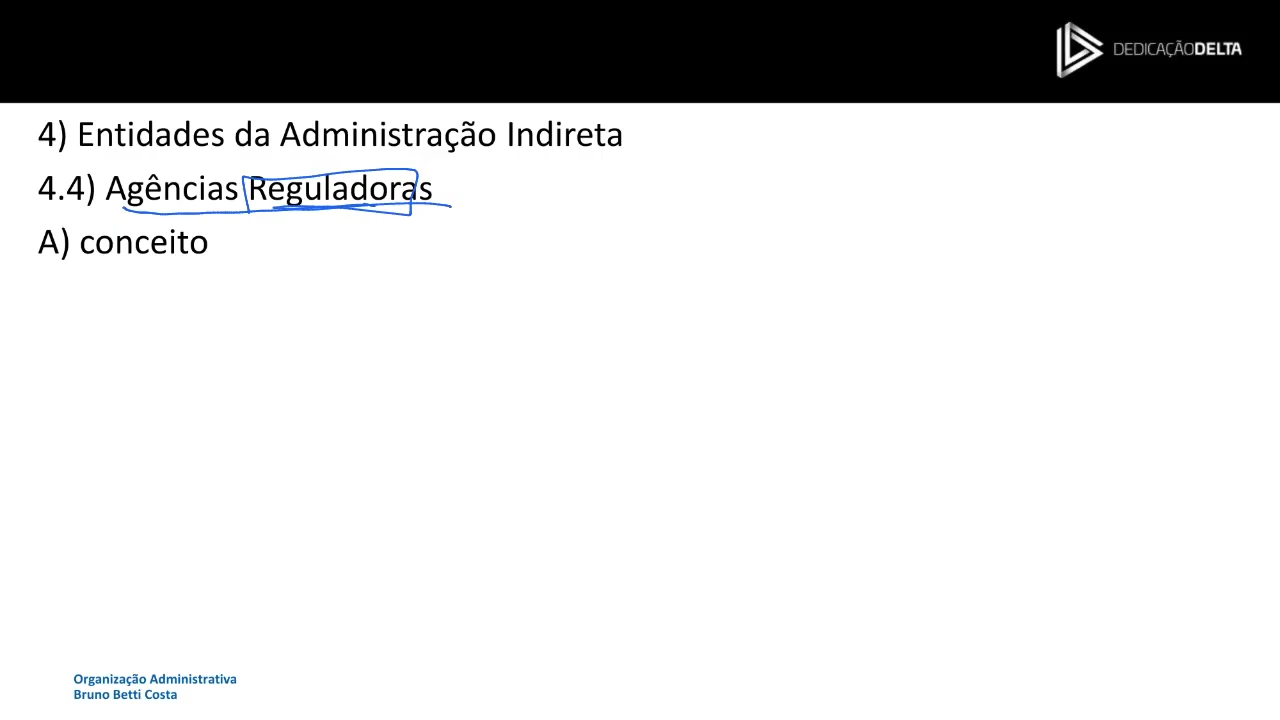 DEDICAÇÃODELTA
4) Entidades da Administração Indireta
4.4) Agências Reguladoras
A) conceito
Organização Administrativa
Bruno Betti Costa